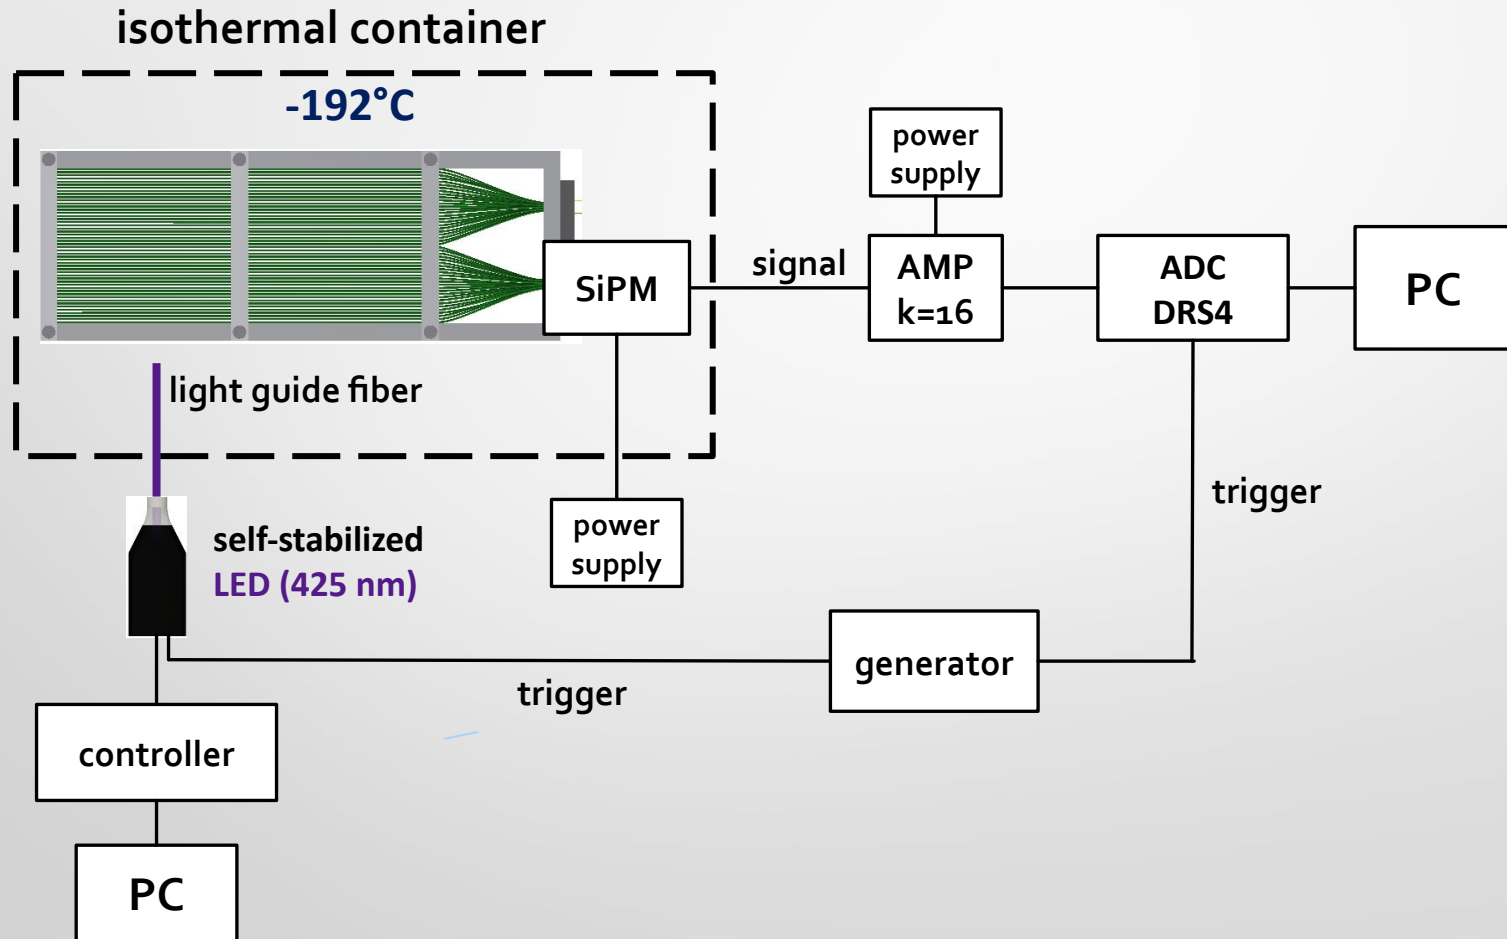 isothermal container
-192°C
power
supply
signal
AMP
k=16
ADC
DRS4
PC
SiPM
light guide fiber
trigger
power
supply
self-stabilized
LED (425 nm)
generator
trigger
controller
PC